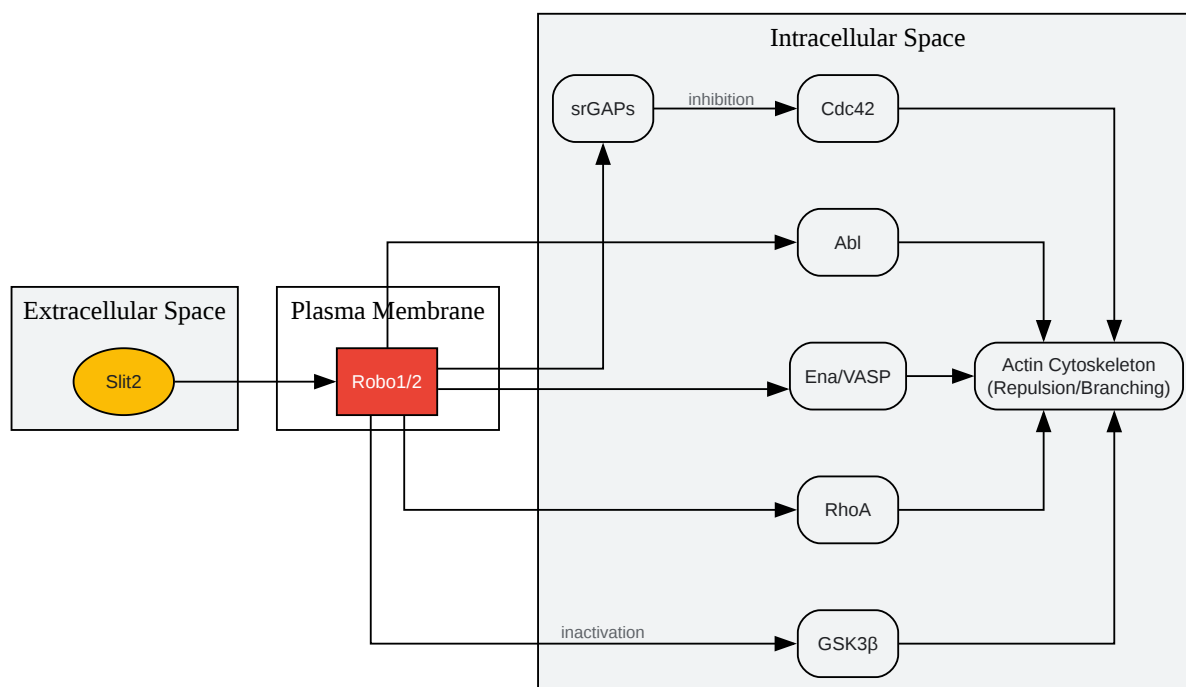 Intracellular Space
srGAPs
inhibition
Cdc42
Abl
Extracellular Space
Plasma Membrane
Slit2
Robo1/2
Ena/VASP
Actin Cytoskeleton
(Repulsion/Branching)
RhoA
inactivation
GSK3β